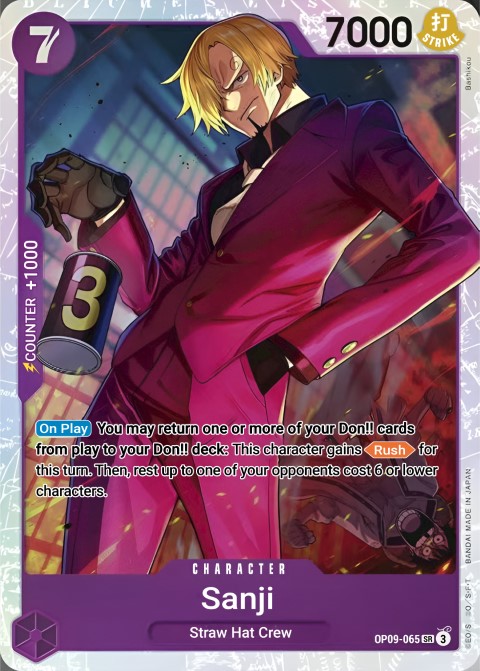 7
7000
打
STRIKE
Bashikou
COUNTER +1000
3
On Play You may return one or more of your Don!! cards
from play to your Don!! deck: This character gains Rush for
this turn. Then, rest up to one of your opponents cost 6 or lower
characters.
BANDAI MADE IN JAPAN
CHARACTER
Sanji
Straw Hat Crew
OP09-065 SR 3